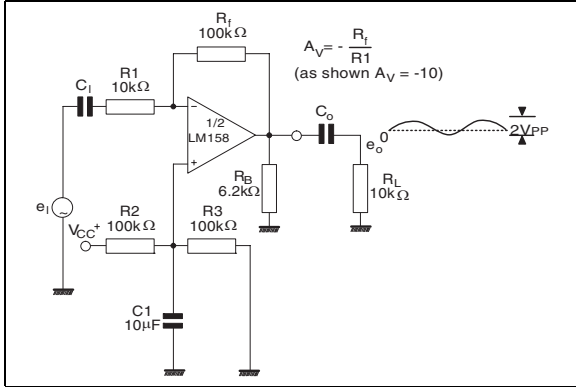 Rf
100kΩ
AV = - Rf
R1
(as shown AV = -10)
CI
R1
10kΩ
−
1/2
LM158
+
Co
0
2VPP
eo
RB
6.2kΩ
RL
10kΩ
eI
~
VCC+
R2
100kΩ
R3
100kΩ
C1
10μF